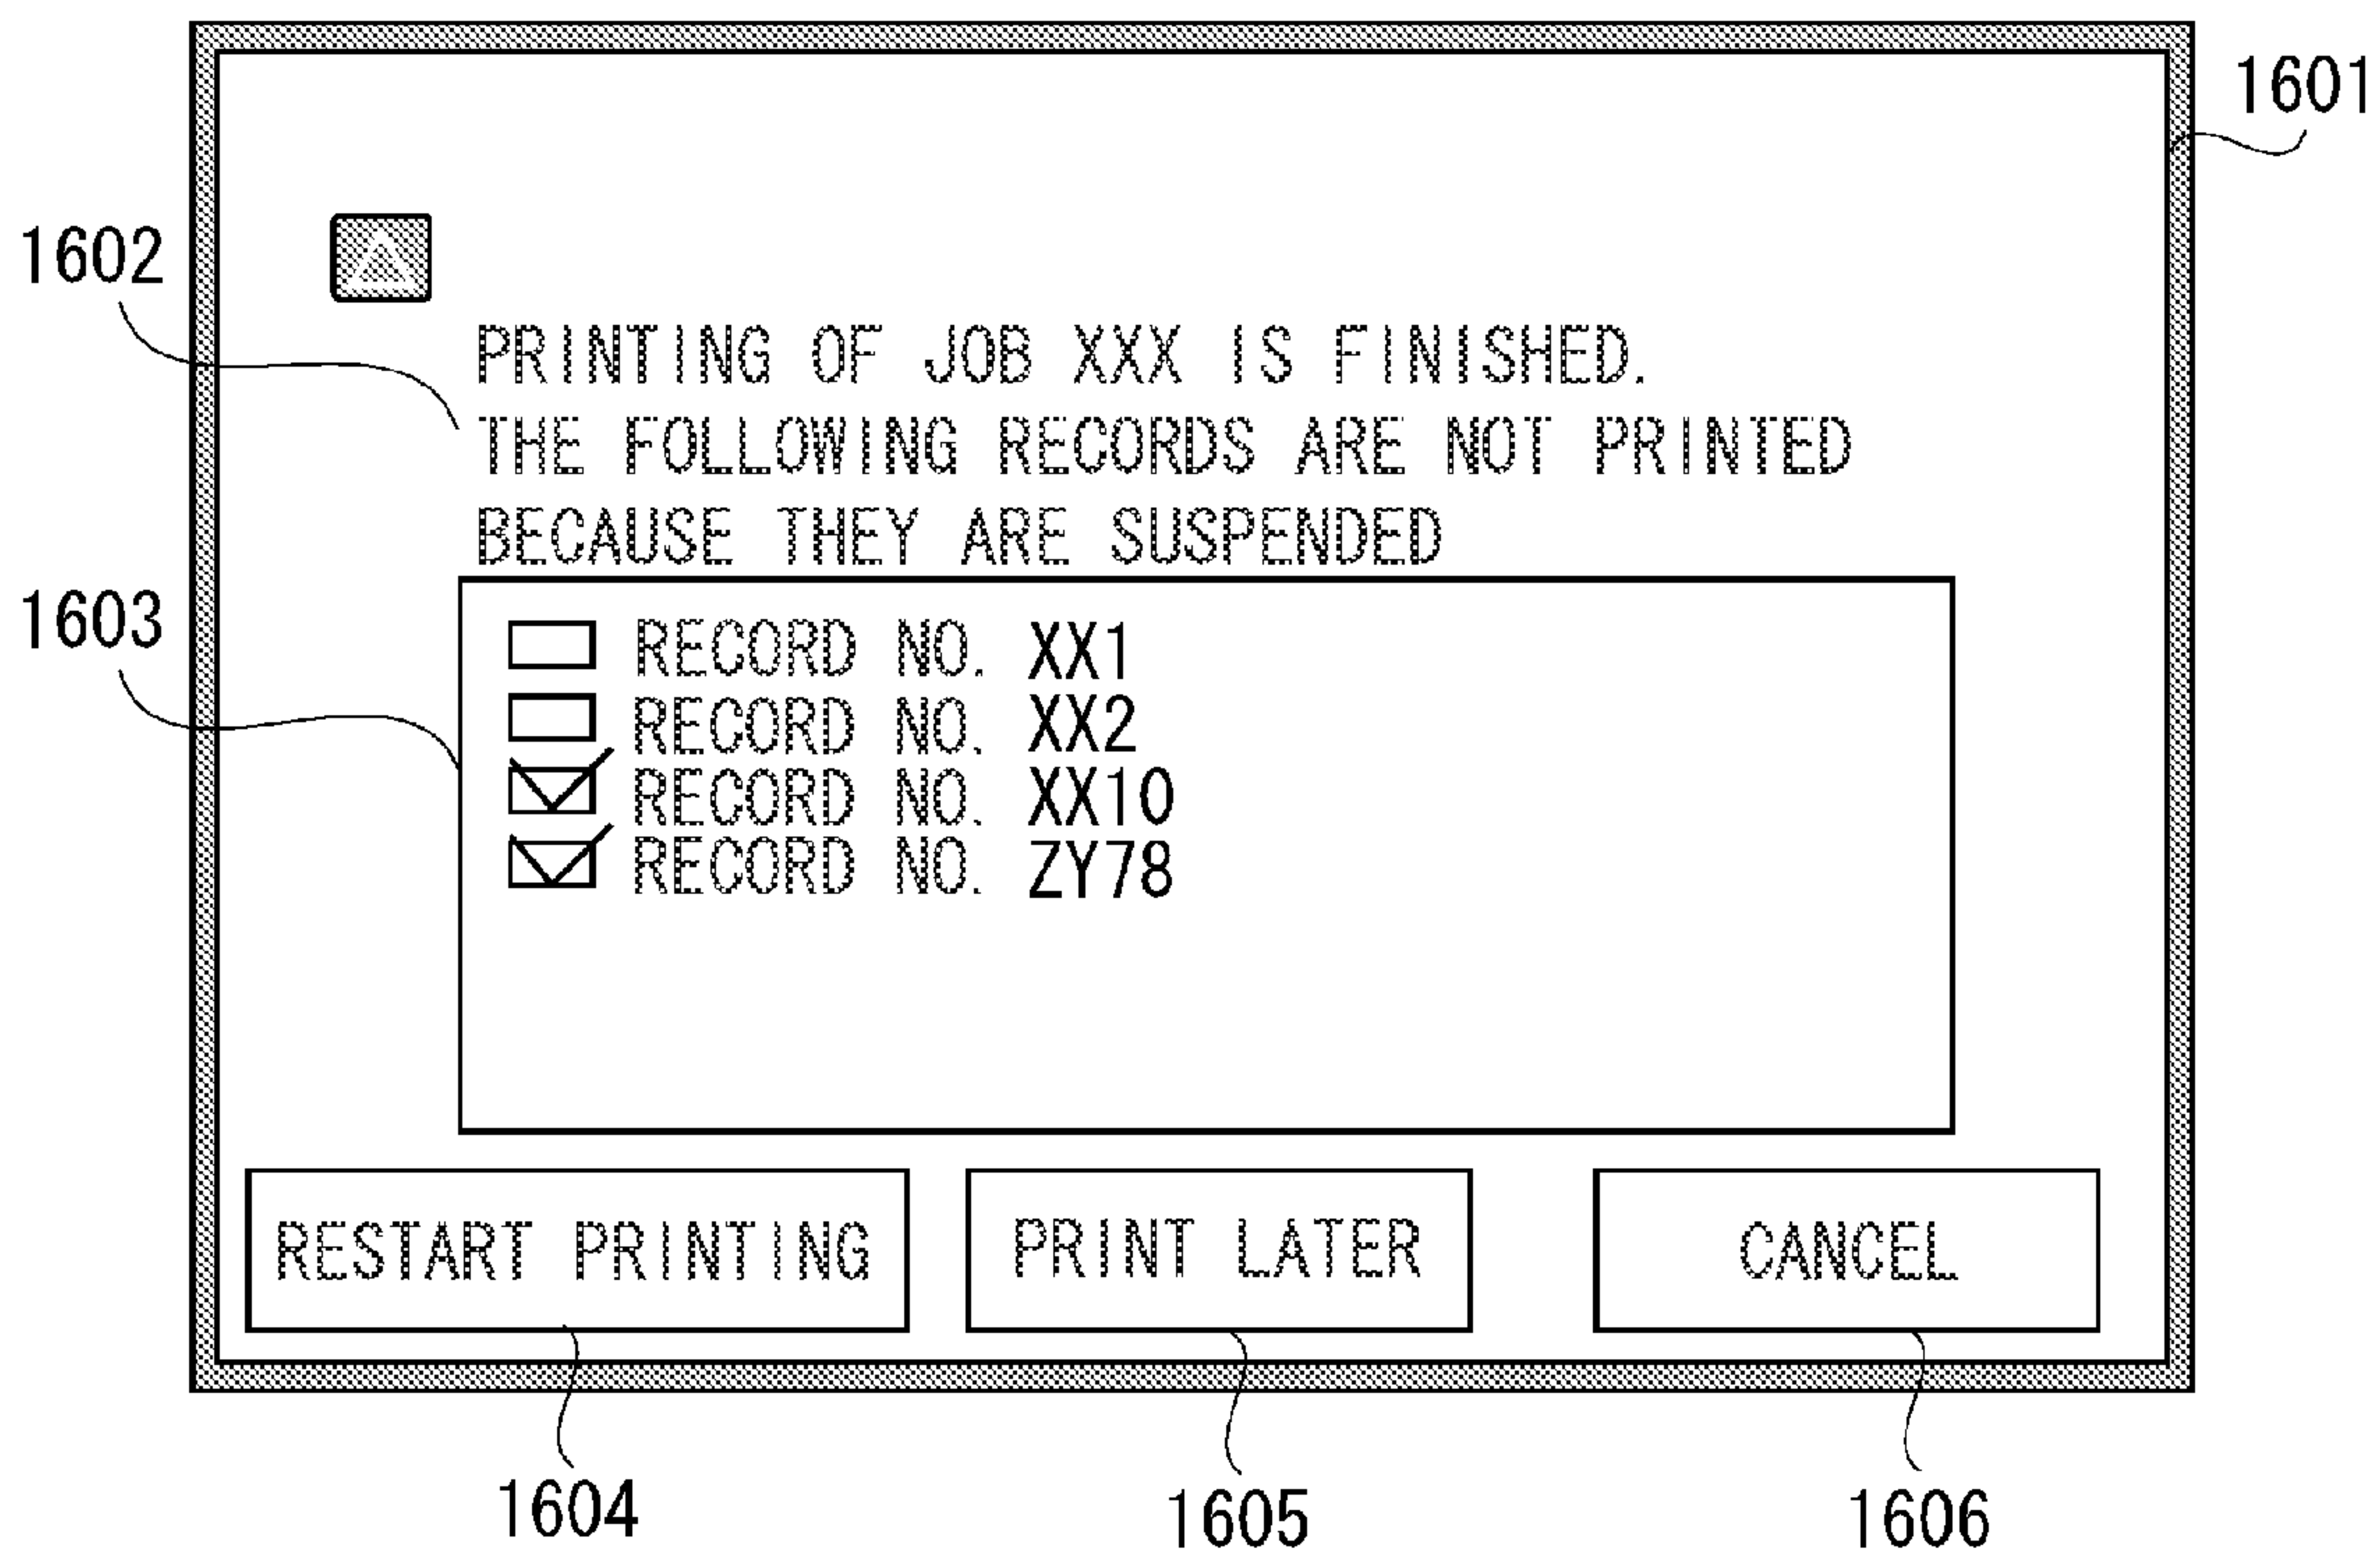 1601
1602
PRINTING OF JOB XXX IS FINISHED.
THE FOLLOWING RECORDS ARE NOT PRINTED
BECAUSE THEY ARE SUSPENDED
1603
RECORD NO. XX1
RECORD NO. XX2
RECORD NO. XX10
RECORD NO. ZY78
RESTART PRINTING
PRINT LATER
CANCEL
1604
1605
1606